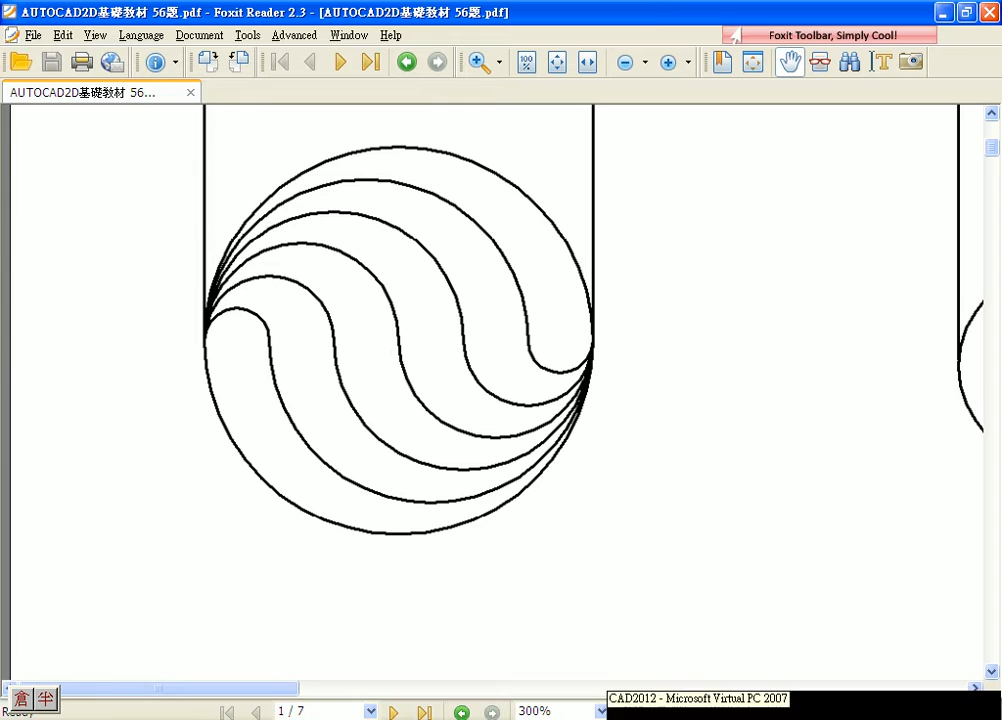 AUTOCAD2D基礎教材 56題.pdf - Foxit Reader 2.3 - [AUTOCAD2D基礎教材 56題.pdf]
File Edit View Language Document Tools Advanced Window Help
Foxit Toolbar, Simply Cool!
AUTOCAD2D基礎教材 56...
CAD2012 - Microsoft Virtual PC 2007
倉 半
1 / 7
300%